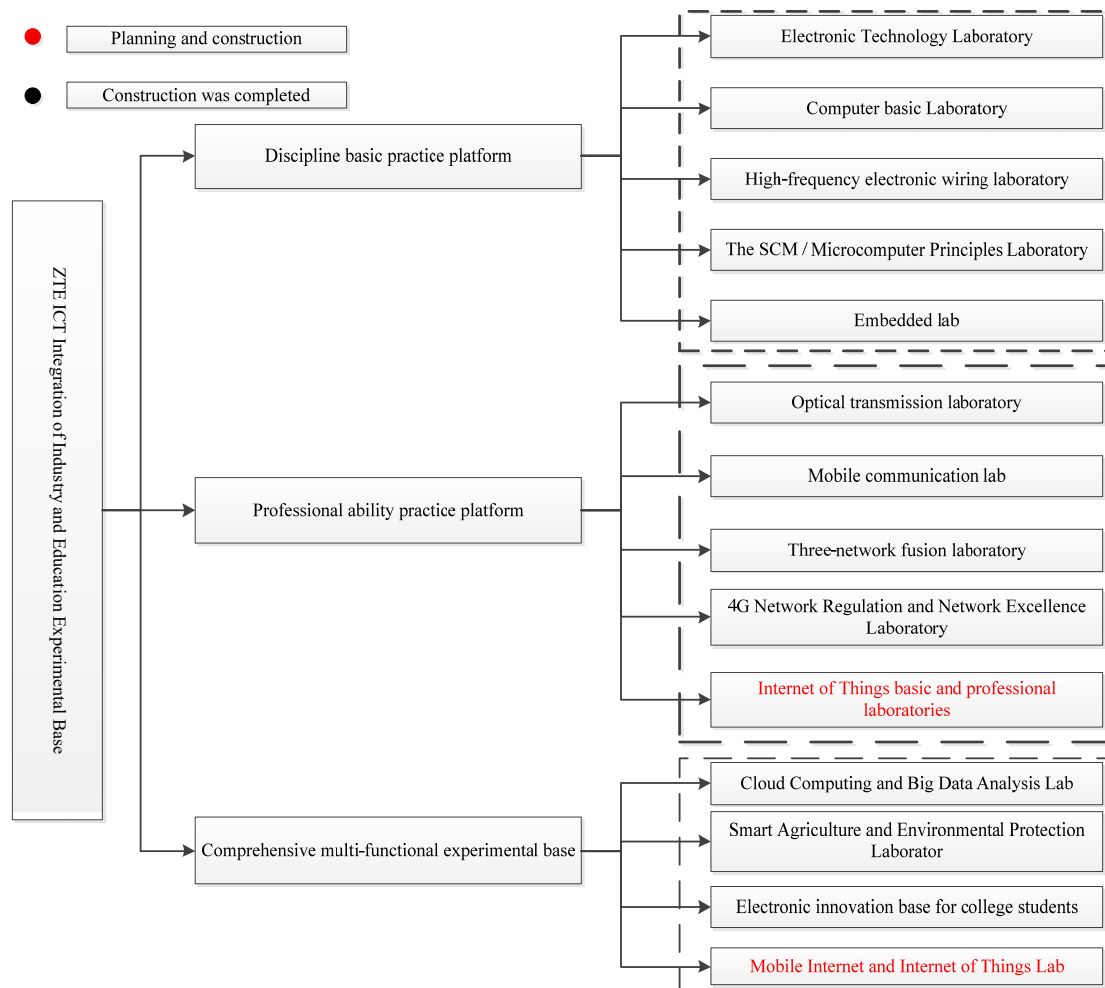 Planning and construction
Construction was completed
ZTE ICT Integration of Industry and Education Experimental Base
Discipline basic practice platform
Electronic Technology Laboratory
Computer basic Laboratory
High-frequency electronic wiring laboratory
The SCM / Microcomputer Principles Laboratory
Embedded lab
Professional ability practice platform
Optical transmission laboratory
Mobile communication lab
Three-network fusion laboratory
4G Network Regulation and Network Excellence
Laboratory
Internet of Things basic and professional
laboratories
Comprehensive multi-functional experimental base
Cloud Computing and Big Data Analysis Lab
Smart Agriculture and Environmental Protection
Laborator
Electronic innovation base for college students
Mobile Internet and Internet of Things Lab